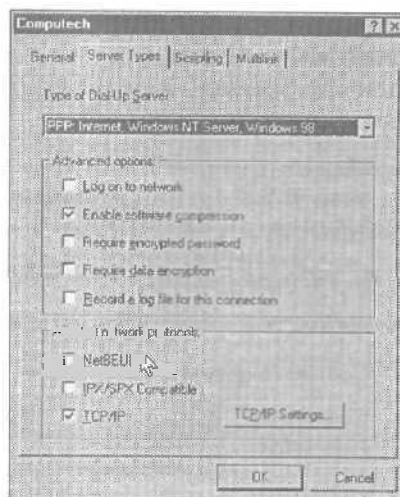 Computech
General Server Types Scripting Multilink
Type of Dial-Up Server:
PPP: Internet, Windows NT Server, Windows 98
Advanced options:
Log on to network
Enable software compression
Require encrypted password
Require data encryption
Record a log file for this connection
network protocols:
NetBEUI
IPX/SPX Compatible
TCP/IP TCP/IP Settings...
OK Cancel